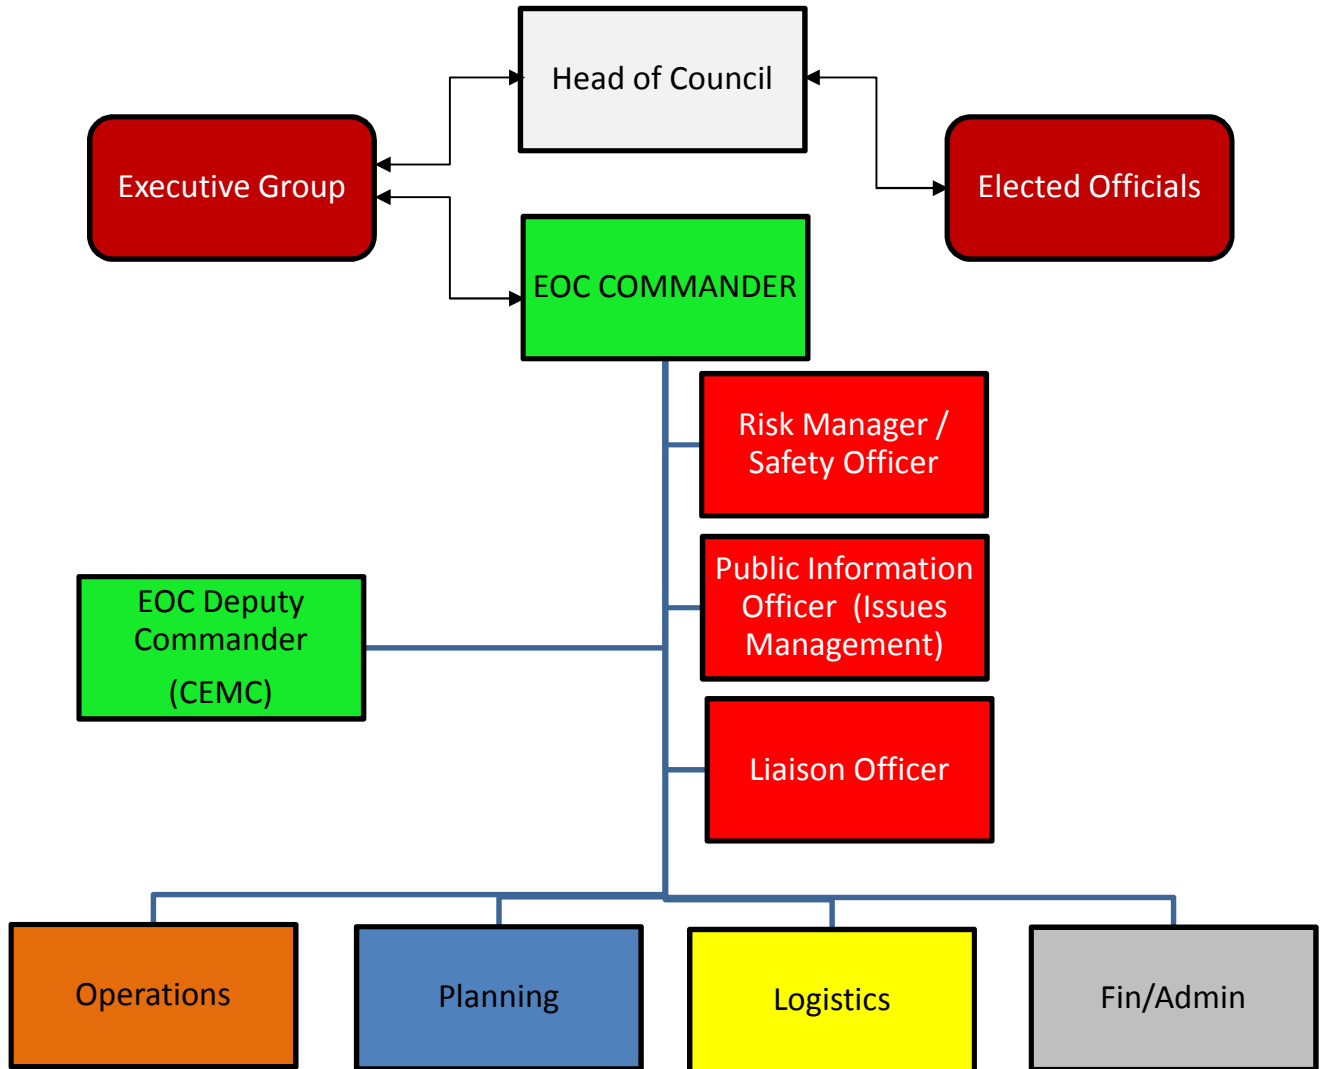 Head of Council
Executive Group
Elected Officials
EOC COMMANDER
Risk Manager /
Safety Officer
Public Information
Officer  (Issues
Management)
EOC Deputy
Commander
(CEMC)
Liaison Officer
Operations
Planning
Logistics
Fin/Admin